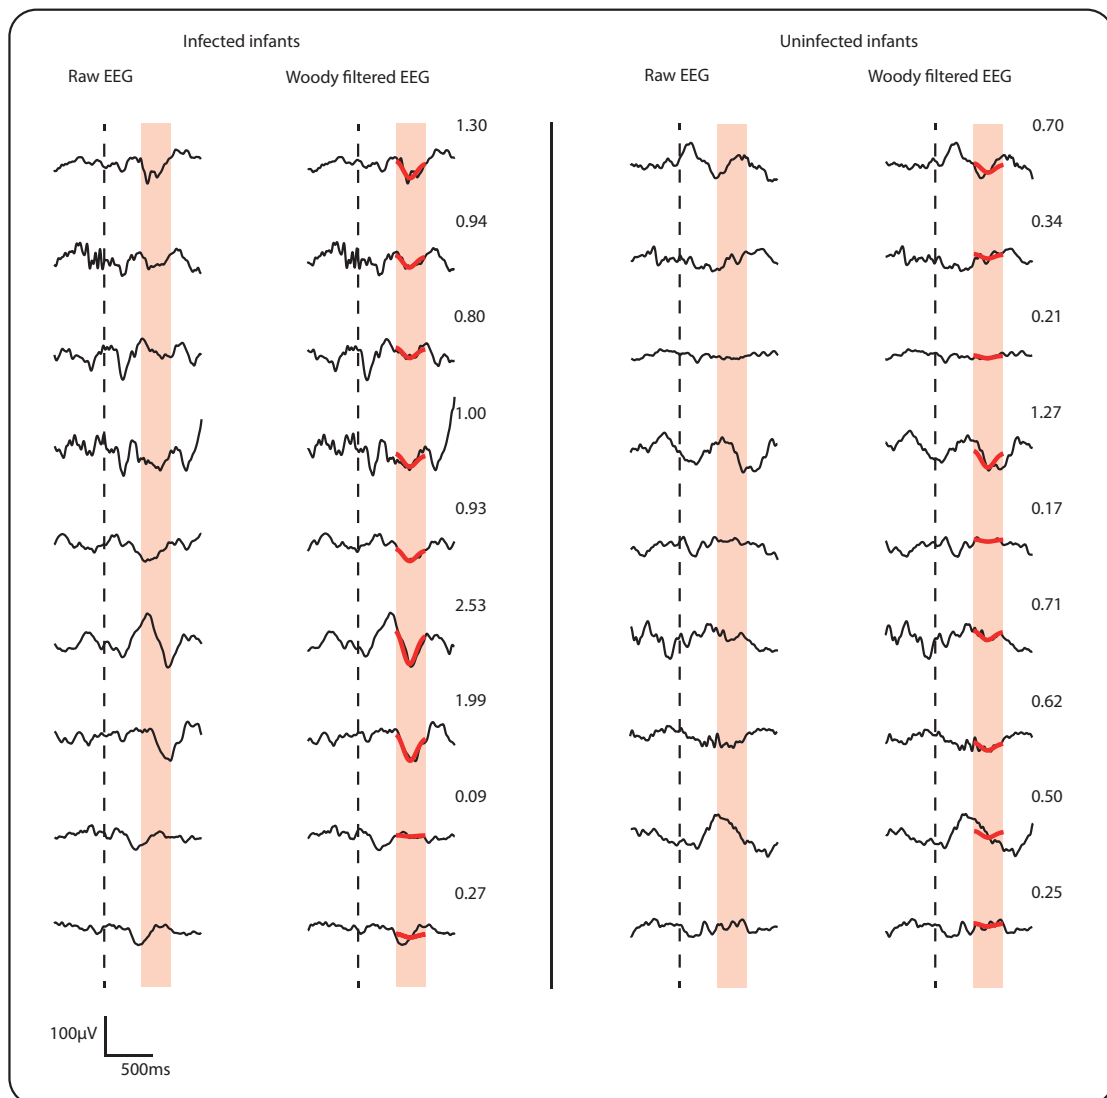 Infected infants
Uninfected infants
Raw EEG
Woody filtered EEG
Raw EEG
Woody filtered EEG
1.30
0.70
0.94
0.34
0.80
0.21
1.00
1.27
0.93
0.17
2.53
0.71
1.99
0.62
0.09
0.50
0.27
0.25
100µV
500ms